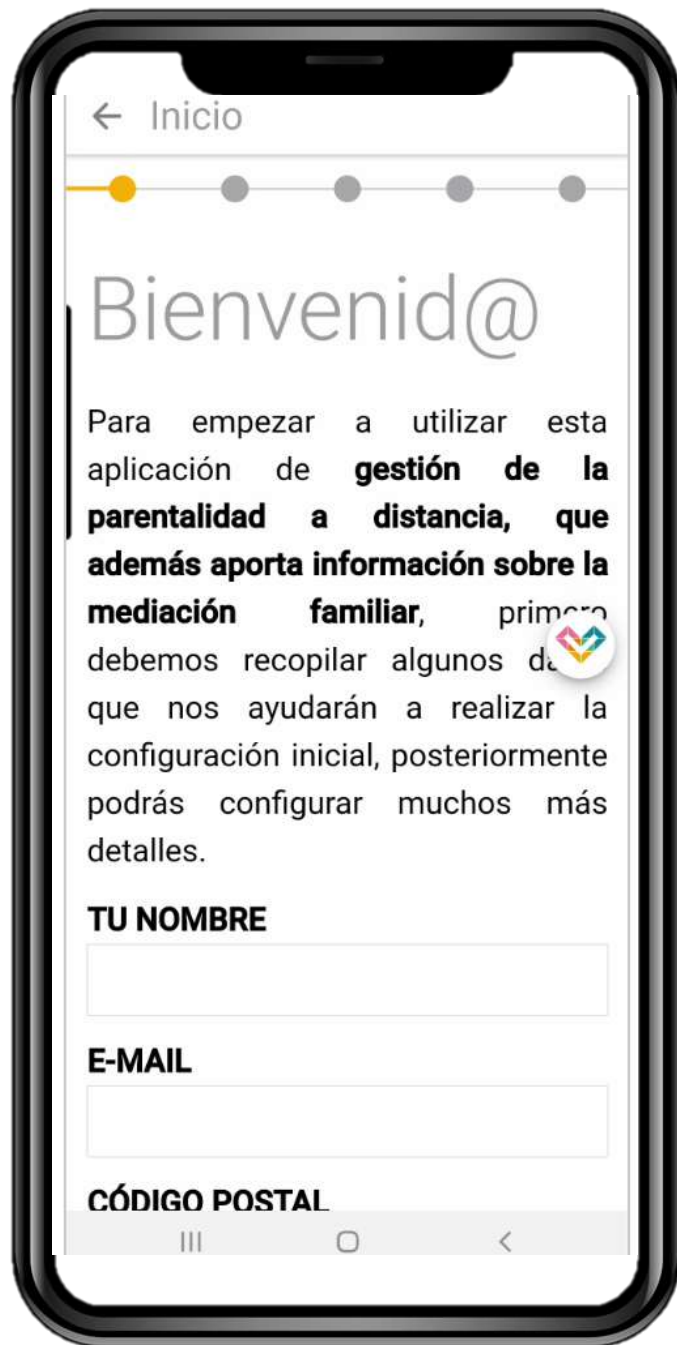 Inicio
Bienvenid@
Para empezar a utilizar esta
aplicación de gestión de la
parentalidad a distancia, que
además aporta información sobre la
mediación familiar, primero
debemos recopilar algunos
que nos ayudarán a realizar la
configuración inicial, posteriormente
podrás configurar muchos más
detalles.
TU NOMBRE
E-MAIL
CÓDIGO POSTAL